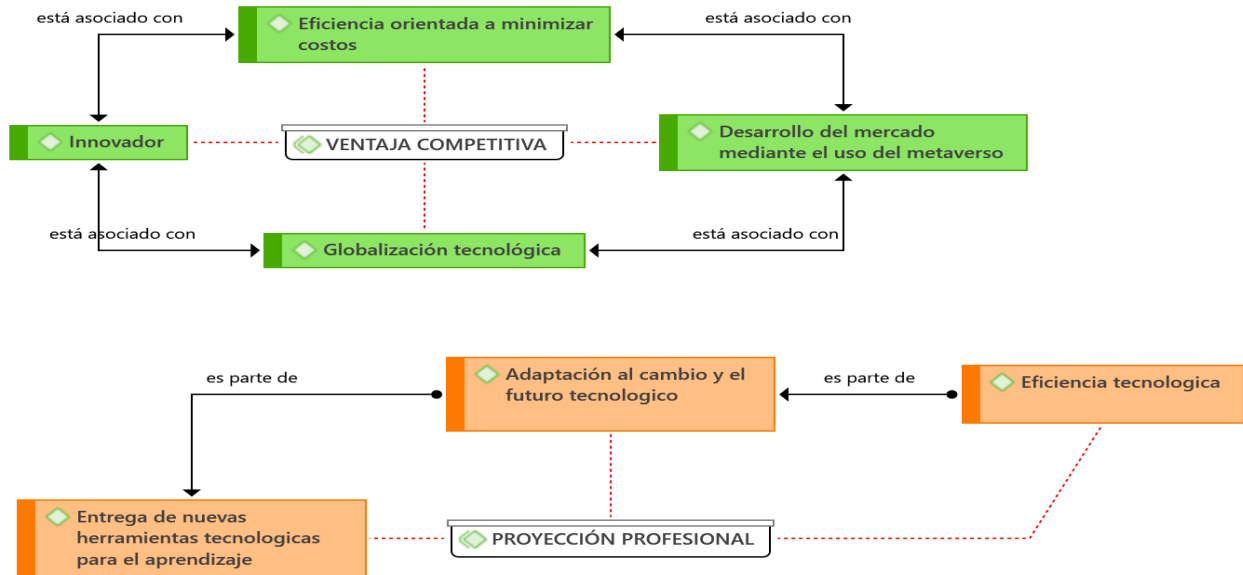 está asociado con
Eficiencia orientada a minimizar
costos
está asociado con
Innovador
VENTAJA COMPETITIVA
Desarrollo del mercado
mediante el uso del metaverso
está asociado con
Globalización tecnológica
está asociado con
es parte de
Adaptación al cambio y el
futuro tecnologico
es parte de
Eficiencia tecnologica
Entrega de nuevas
herramientas tecnologicas
para el aprendizaje
PROYECCIÓN PROFESIONAL